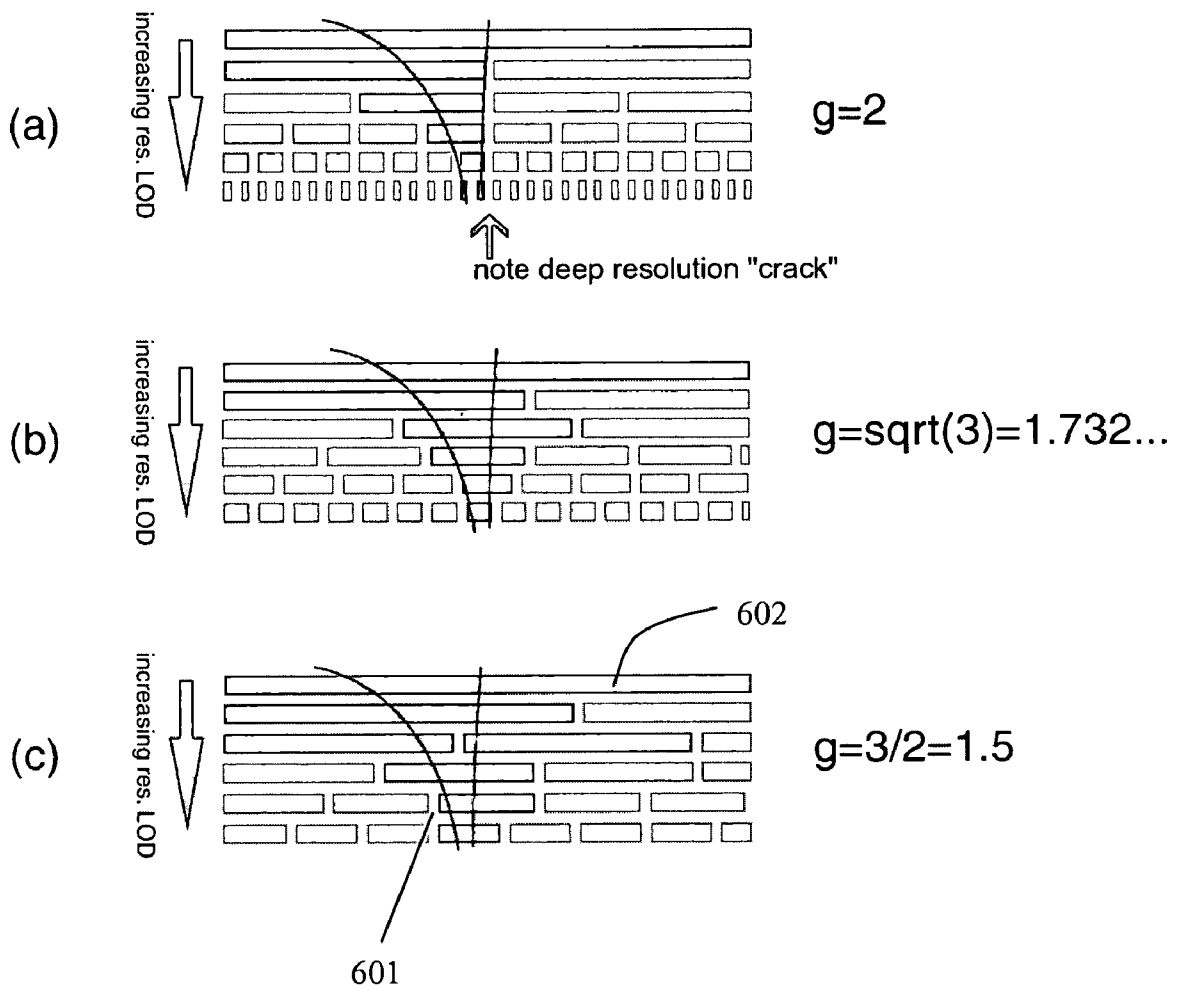 (a)
increasing res. LOD
g=2
note deep resolution "crack"
(b)
increasing res. LOD
g=sqrt(3)=1.732...
602
(c)
increasing res. LOD
g=3/2=1.5
601